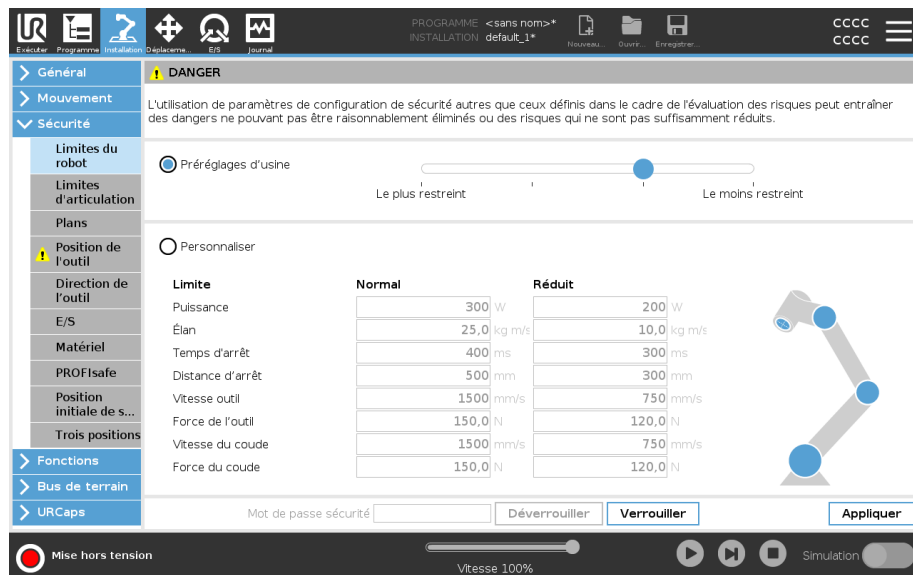 PROGRAMME <sans nom>*
INSTALLATION default_1*
CCCC
CCCC
Exécuter Programme Installation Déplaceme... E/S Journal
Nouveau... Ouvrir... Enregistrer...
Général
Mouvement
Sécurité
Limites du
robot
Limites
d'articulation
Plans
Position de
l'outil
Direction de
l'outil
E/S
Matériel
PROFIsafe
Position
initiale de s...
Trois positions
Fonctions
Bus de terrain
URCaps
DANGER
L'utilisation de paramètres de configuration de sécurité autres que ceux définis dans le cadre de l'évaluation des risques peut entraîner
des dangers ne pouvant pas être raisonnablement éliminés ou des risques qui ne sont pas suffisamment réduits.
Préréglages d'usine
Le plus restreint Le moins restreint
Personnaliser
Limite Normal Réduit
Puissance 300 W 200 W
Élan 25,0 kg m/s 10,0 kg m/s
Temps d'arrêt 400 ms 300 ms
Distance d'arrêt 500 mm 300 mm
Vitesse outil 1500 mm/s 750 mm/s
Force de l'outil 150,0 N 120,0 N
Vitesse du coude 1500 mm/s 750 mm/s
Force du coude 150,0 N 120,0 N
Mot de passe sécurité Déverrouiller Verrouiller Appliquer
Mise hors tension
Vitesse 100%
Simulation